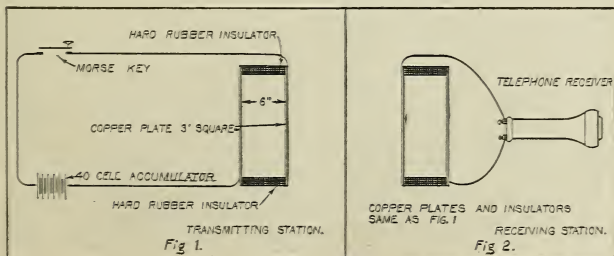 HARD RUBBER INSULATOR
MORSE KEY
6"
COPPER PLATE 3' SQUARE
40 CELL ACCUMULATOR
HARD RUBBER INSULATOR
TRANSMITTING STATION.
Fig 1.
TELEPHONE RECEIVER
COPPER PLATES AND INSULATORS
SAME AS FIG. 1
RECEIVING STATION.
Fig 2.